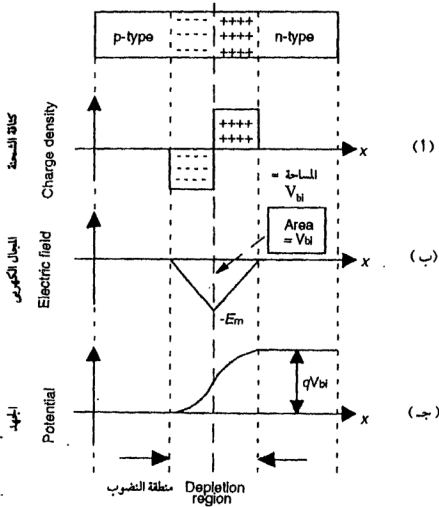 p-type
n-type
كثافة الشحنة
Charge density
x
(أ)
المساحة =
V_bi
Area
= V_bi
المجال الكهربى
Electric field
x
(ب)
-E_m
الجهد
Potential
qV_bi
x
(جـ)
منطقة النضوب
Depletion
region